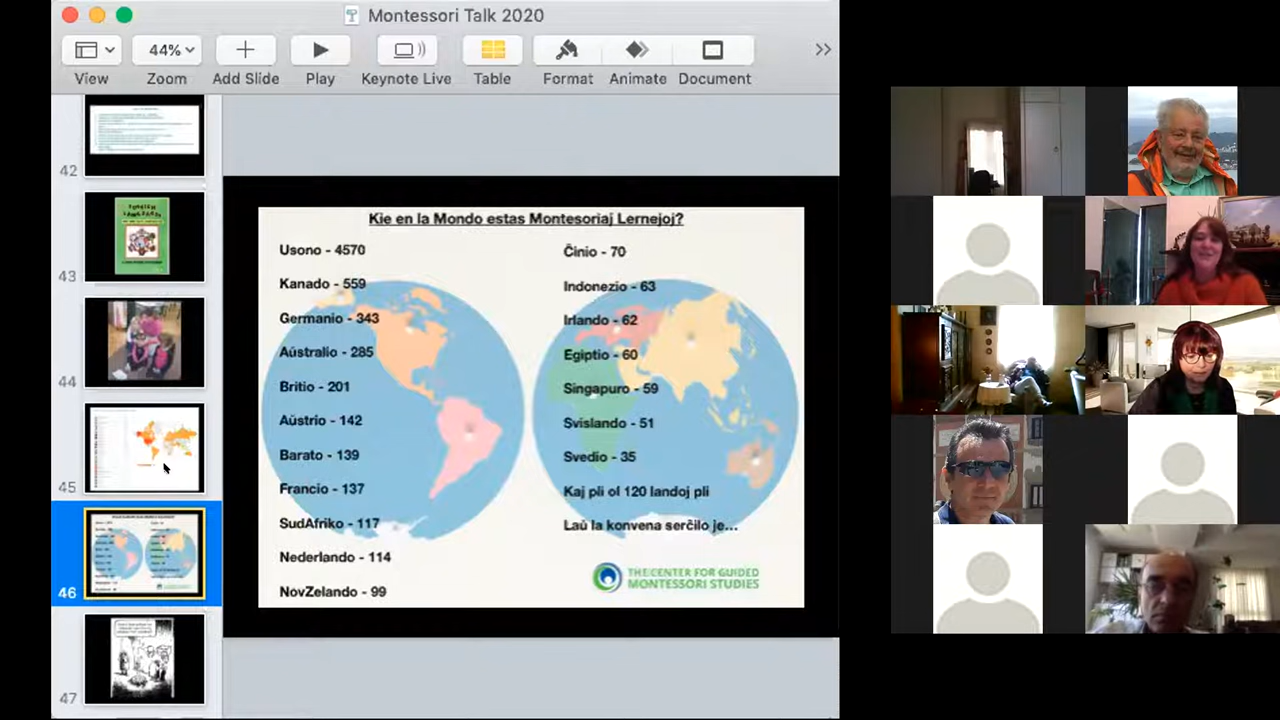 Montessori Talk 2020
44%
View
Zoom
Add Slide
Play
Keynote Live
Table
Format
Animate
Document
42
43
44
45
46
47
Kie en la Mondo estas Montesoriaj Lernejoj?
Usono - 4570
Kanado - 559
Germanio - 343
Aŭstralio - 285
Britio - 201
Aŭstrio - 142
Barato - 139
Francio - 137
SudAfriko - 117
Nederlando - 114
NovZelando - 99
Ĉinio - 70
Indonezio - 63
Irlando - 62
Egiptio - 60
Singapuro - 59
Svislando - 51
Svedio - 35
Kaj pli ol 120 landoj pli
Laŭ la konvena serĉilo je...
THE CENTER FOR GUIDED
MONTESSORI STUDIES